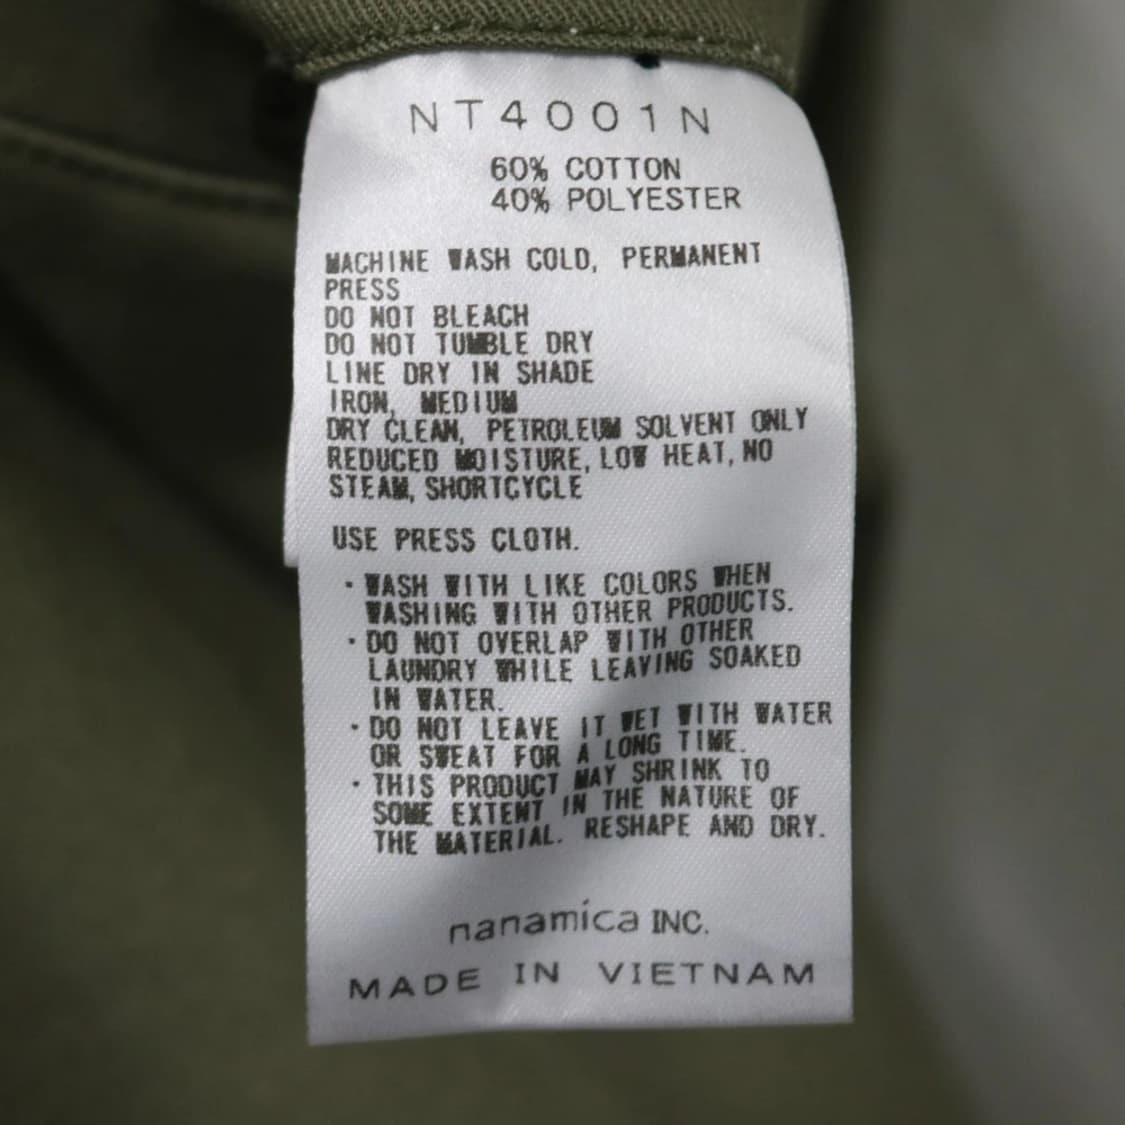 NT4001N
60% COTTON
40% POLYESTER
MACHINE WASH COLD, PERMANENT
PRESS
DO NOT BLEACH
DO NOT TUMBLE DRY
LINE DRY IN SHADE
IRON, MEDIUM
DRY CLEAN, PETROLEUM SOLVENT ONLY
REDUCED MOISTURE, LOW HEAT, NO
STEAM, SHORTCYCLE
USE PRESS CLOTH.
・WASH WITH LIKE COLORS WHEN
WASHING WITH OTHER PRODUCTS.
・DO NOT OVERLAP WITH OTHER
LAUNDRY WHILE LEAVING SOAKED
IN WATER.
・DO NOT LEAVE IT WET WITH WATER
OR SWEAT FOR A LONG TIME.
・THIS PRODUCT MAY SHRINK TO
SOME EXTENT IN THE NATURE OF
THE MATERIAL. RESHAPE AND DRY.
nanamica INC.
MADE IN VIETNAM